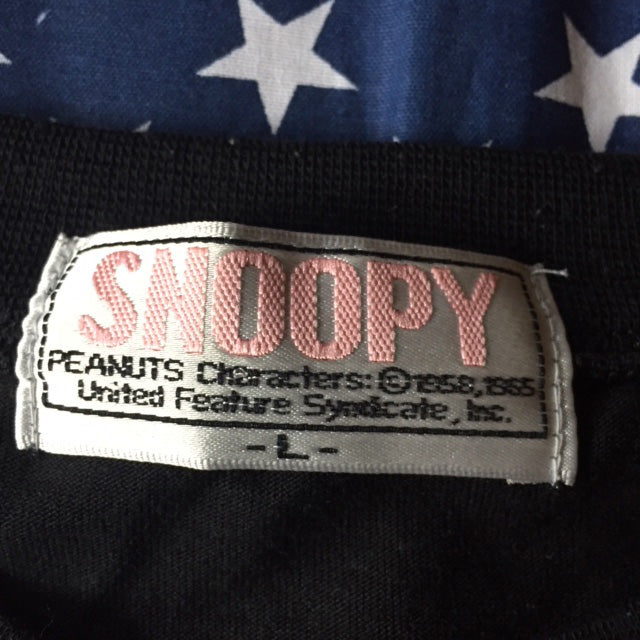 SNOOPY
PEANUTS Characters: © 1958, 1965
United Feature Syndicate, Inc.
- L -